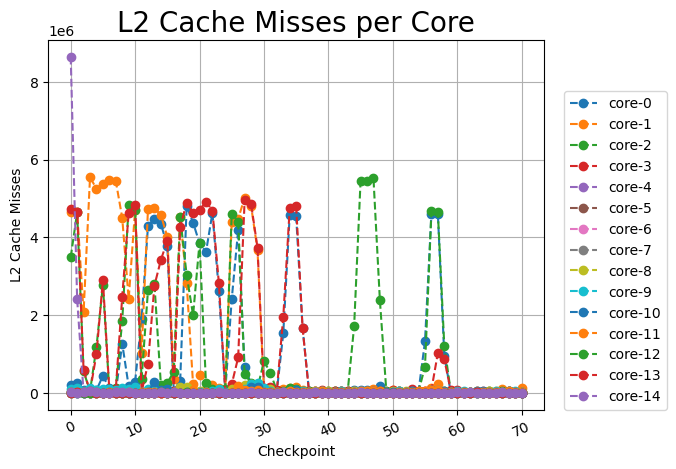 L2 Cache Misses per Core
1e6
8
6
4
2
0
L2 Cache Misses
0
10
20
30
40
50
60
70
Checkpoint
core-0
core-1
core-2
core-3
core-4
core-5
core-6
core-7
core-8
core-9
core-10
core-11
core-12
core-13
core-14